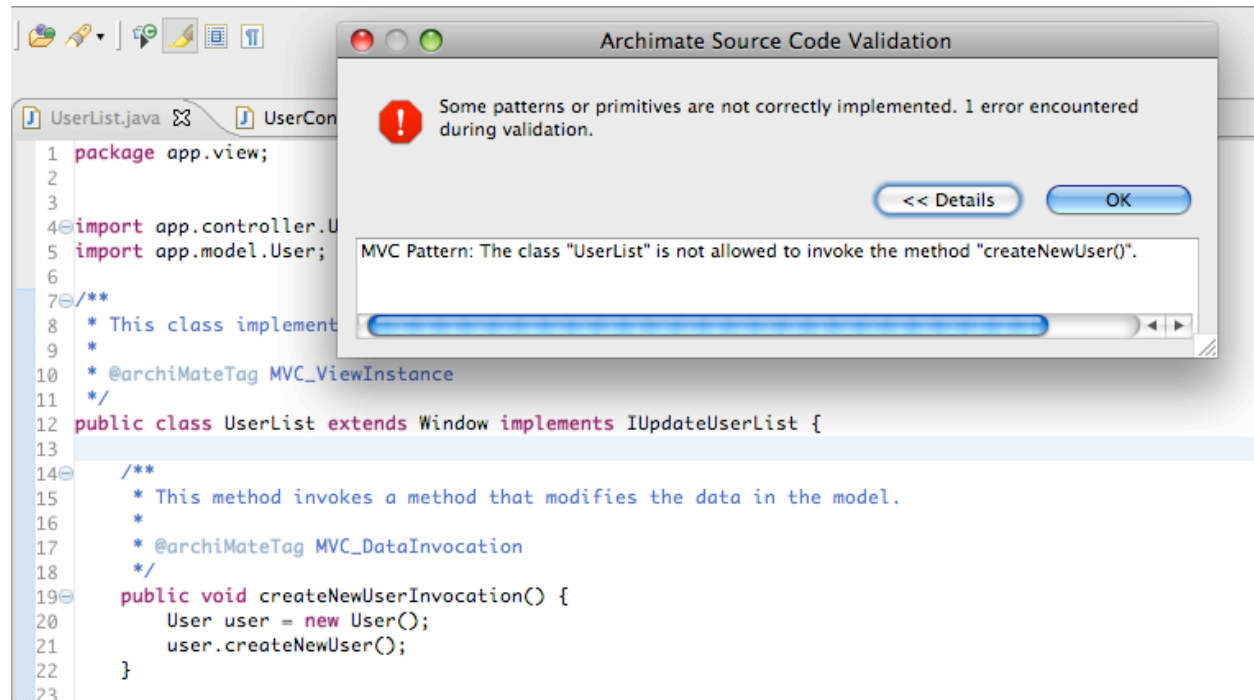 Archimate Source Code Validation
Some patterns or primitives are not correctly implemented. 1 error encountered
during validation.
<< Details
OK
MVC Pattern: The class "UserList" is not allowed to invoke the method "createNewUser()".
UserList.java
UserCon
1 package app.view;
2
3
4 import app.controller.U
5 import app.model.User;
6
7 /**
8 * This class implement
9 *
10 * @archiMateTag MVC_ViewInstance
11 */
12 public class UserList extends Window implements IUpdateUserList {
13
14 /**
15 * This method invokes a method that modifies the data in the model.
16 *
17 * @archiMateTag MVC_DataInvocation
18 */
19 public void createNewUserInvocation() {
20 User user = new User();
21 user.createNewUser();
22 }
23